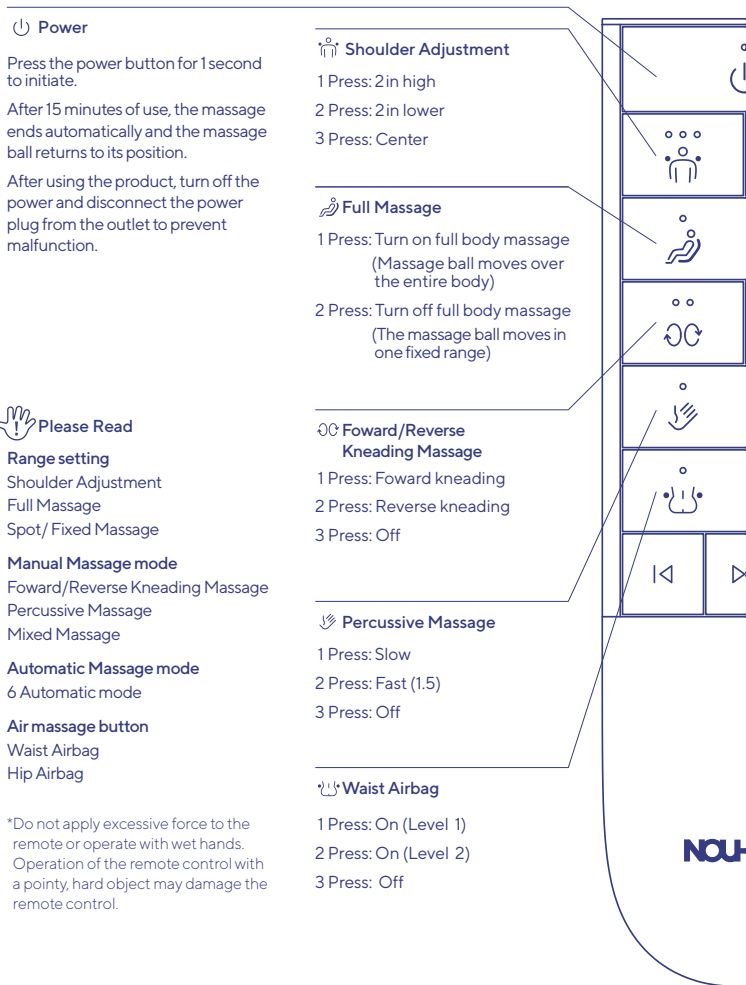 Power
Press the power button for 1 second
to initiate.
After 15 minutes of use, the massage
ends automatically and the massage
ball returns to its position.
After using the product, turn off the
power and disconnect the power
plug from the outlet to prevent
malfunction.
Please Read
Range setting
Shoulder Adjustment
Full Massage
Spot/ Fixed Massage
Manual Massage mode
Foward/Reverse Kneading Massage
Percussive Massage
Mixed Massage
Automatic Massage mode
6 Automatic mode
Air massage button
Waist Airbag
Hip Airbag
*Do not apply excessive force to the
remote or operate with wet hands.
Operation of the remote control with
a pointy, hard object may damage the
remote control.
Shoulder Adjustment
1 Press: 2 in high
2 Press: 2 in lower
3 Press: Center
Full Massage
1 Press: Turn on full body massage
(Massage ball moves over
the entire body)
2 Press: Turn off full body massage
(The massage ball moves in
one fixed range)
Foward/Reverse
Kneading Massage
1 Press: Foward kneading
2 Press: Reverse kneading
3 Press: Off
Percussive Massage
1 Press: Slow
2 Press: Fast (1.5)
3 Press: Off
Waist Airbag
1 Press: On (Level 1)
2 Press: On (Level 2)
3 Press: Off